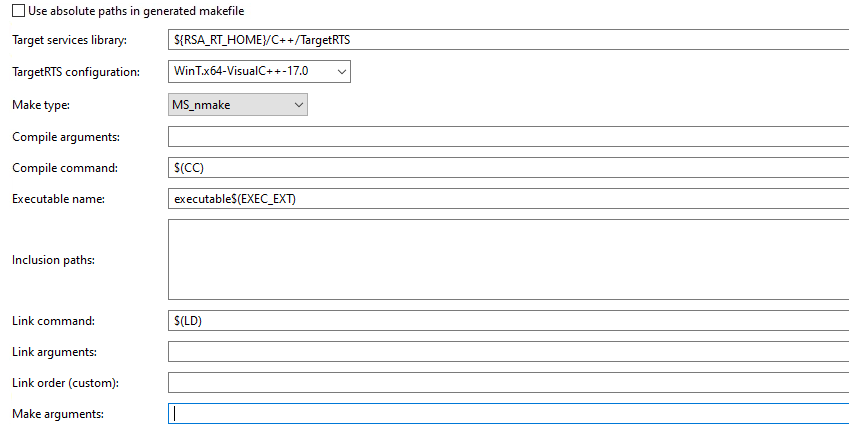 Use absolute paths in generated makefile
Target services library: ${RSA_RT_HOME}/C++/TargetRTS
TargetRTS configuration: WinT.x64-VisualC++-17.0
Make type: MS_nmake
Compile arguments:
Compile command: $(CC)
Executable name: executable$(EXEC_EXT)
Inclusion paths:
Link command: $(LD)
Link arguments:
Link order (custom):
Make arguments: